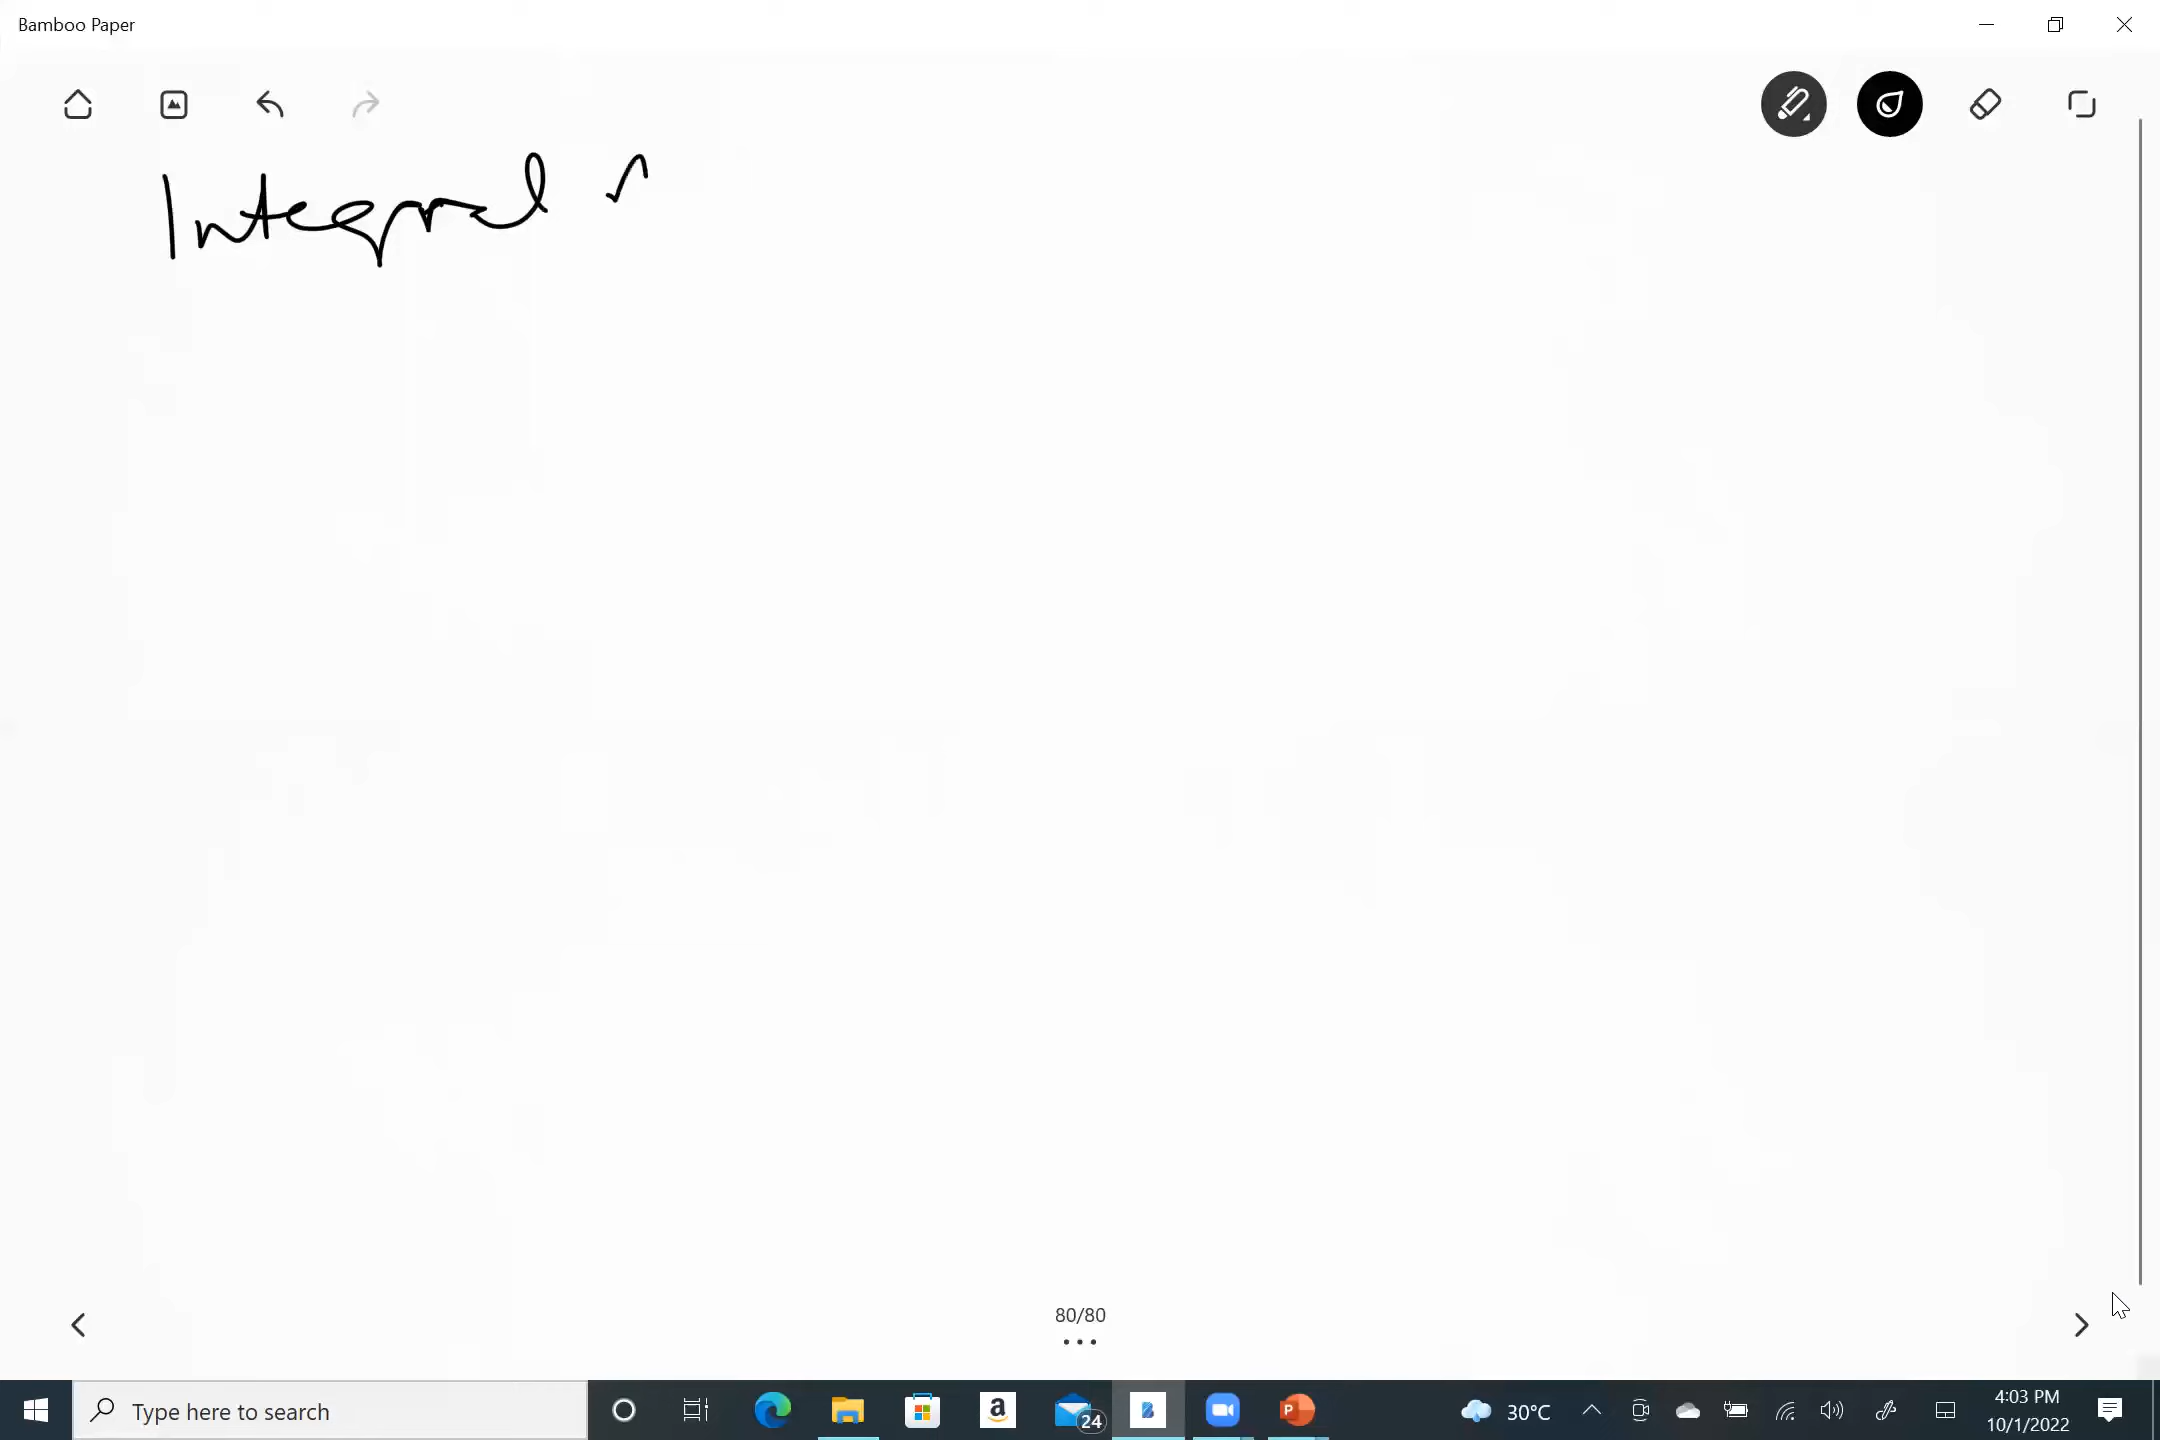 Bamboo Paper
Integral
80/80
Type here to search
24
30°C
4:03 PM
10/1/2022